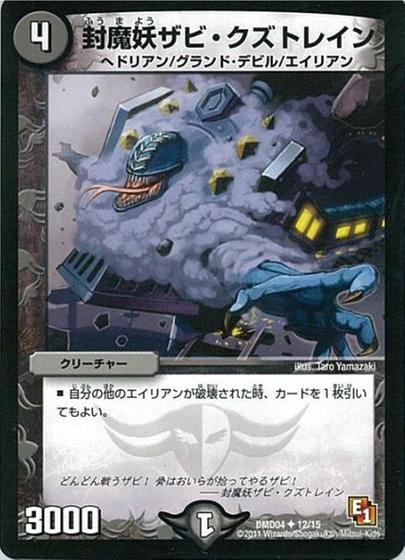 4
ふうまよう
封魔妖ザビ・クズトレイン
ヘドリアン/グランド・デビル/エイリアン
illus. Taro Yamazaki
クリーチャー
■ 自分の他のエイリアンが破壊された時、カードを1枚引い
てもよい。
どんどん戦うザビ！ 骨はおいらが拾ってやるザビ！
――封魔妖ザビ・クズトレイン
3000
1
E1
DMD04 ♦ 12/15
©2011 Wizards/Shogakukan/Mitsui-Kids